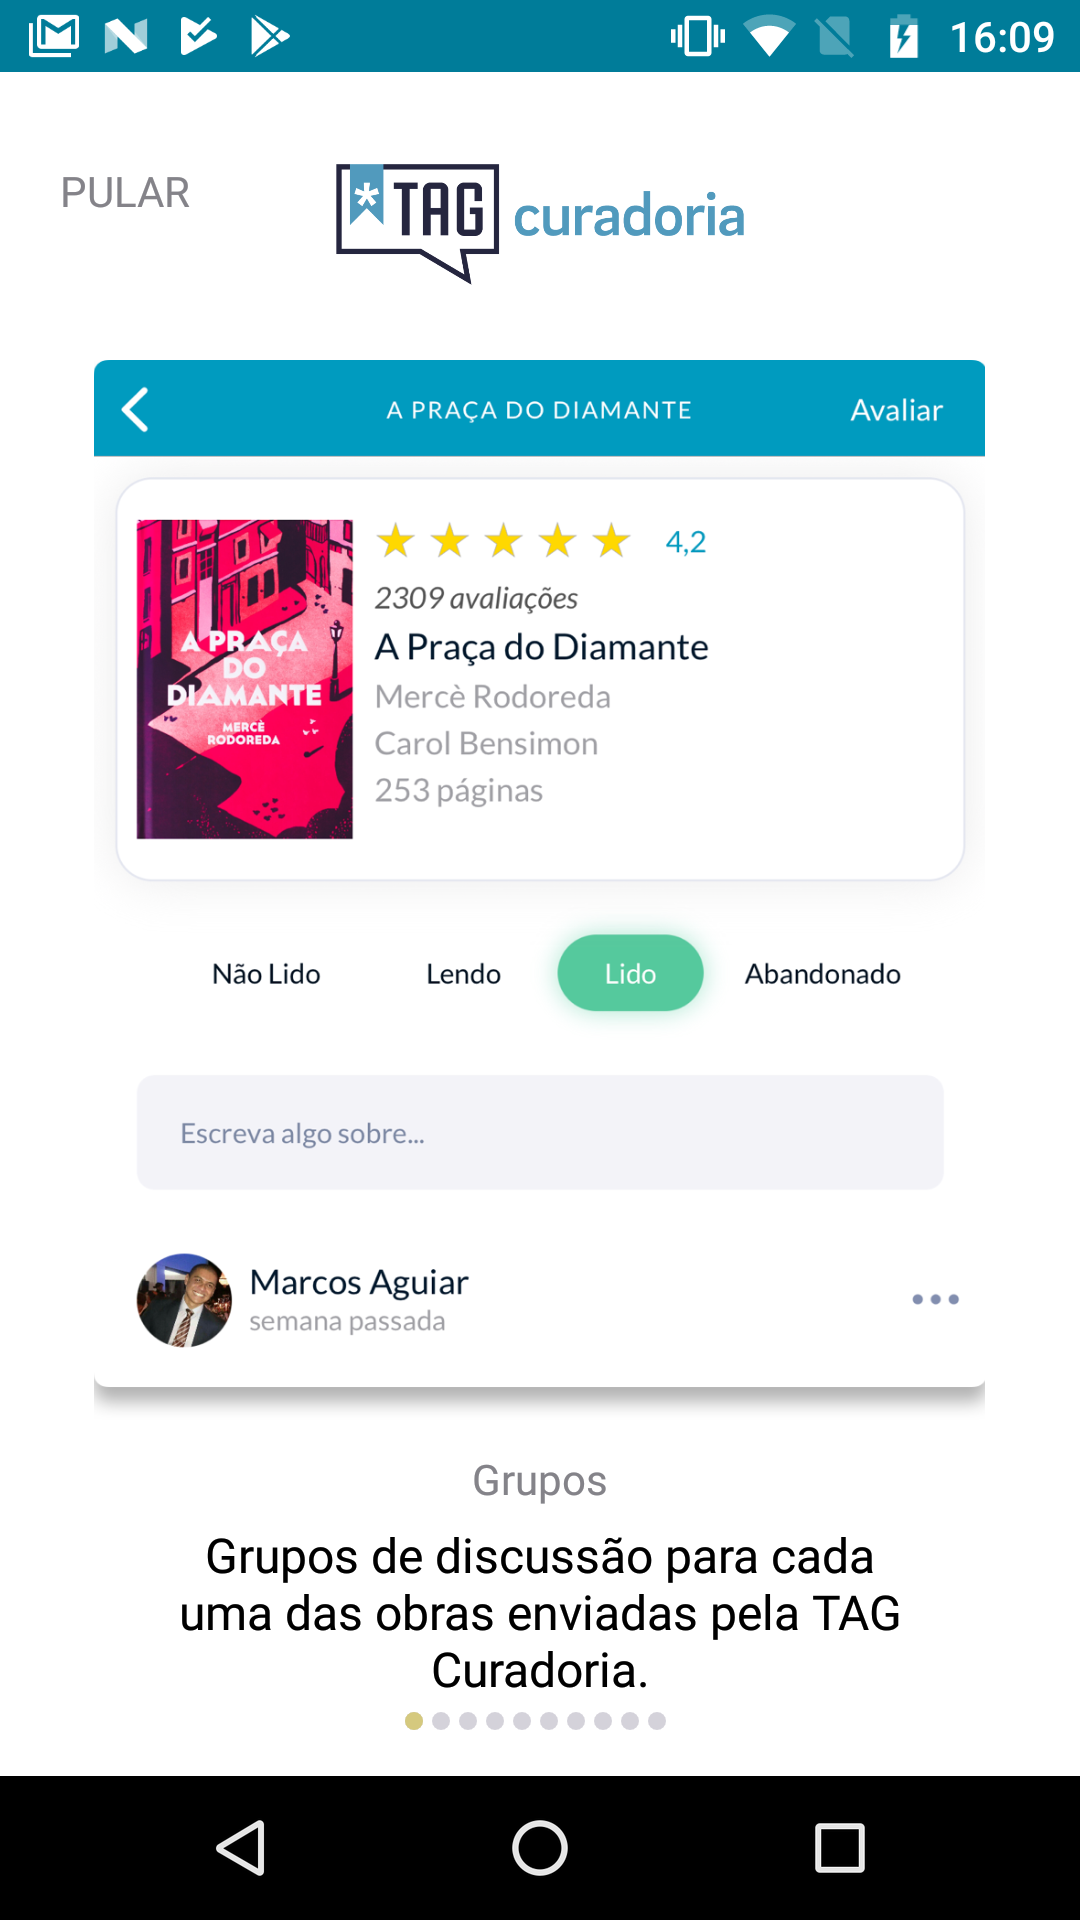 16:09
PULAR
* TAG curadoria
A PRAÇA DO DIAMANTE
Avaliar
4,2
2309 avaliações
A Praça do Diamante
Mercè Rodoreda
Carol Bensimon
253 páginas
A PRAÇA
DO
DIAMANTE
MERCÈ
RODOREDA
Não Lido
Lendo
Lido
Abandonado
Escreva algo sobre...
Marcos Aguiar
semana passada
Grupos
Grupos de discussão para cada
uma das obras enviadas pela TAG
Curadoria.